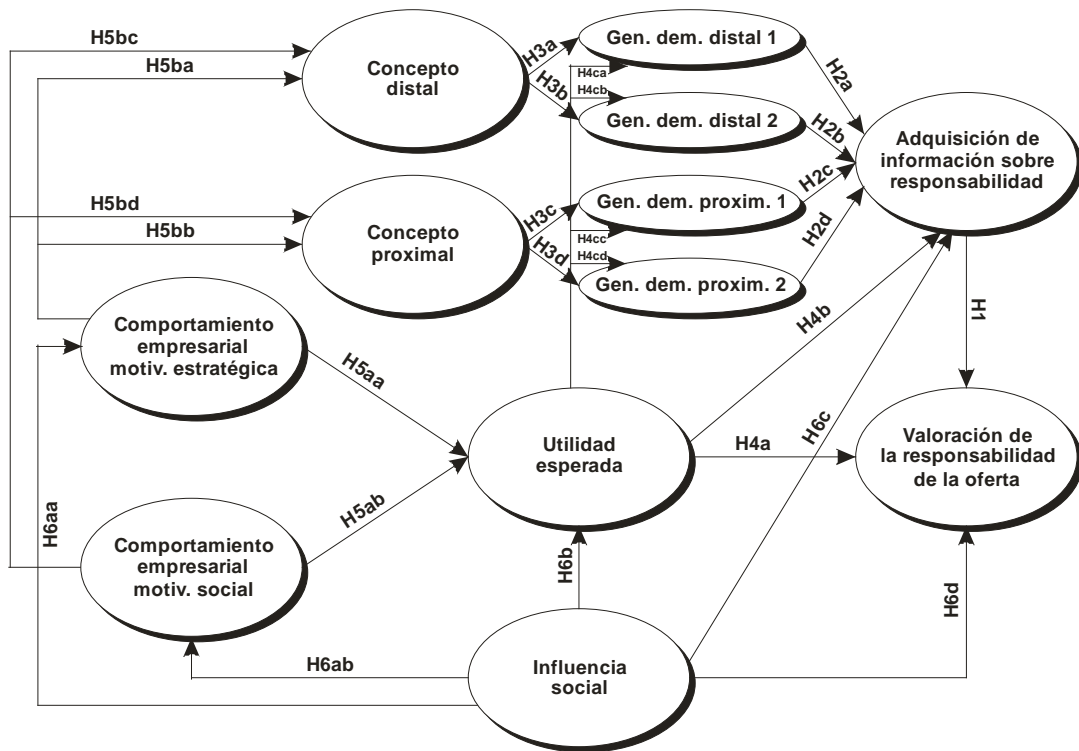 H5bc
H5ba
Concepto
distal
H3a
H3b
Gen. dem. distal 1
H4ca
H4cb
Gen. dem. distal 2
H2a
H2b
Adquisición de
información sobre
responsabilidad
H5bd
H5bb
Concepto
proximal
H3c
H3d
Gen. dem. proxim. 1
H4cc
H4cd
Gen. dem. proxim. 2
H2c
H2d
Comportamiento
empresarial
motiv. estratégica
H5aa
H4b
H1
H6c
Utilidad
esperada
H4a
Valoración de
la responsabilidad
de la oferta
H6aa
H5ab
Comportamiento
empresarial
motiv. social
H6b
H6d
H6ab
Influencia
social